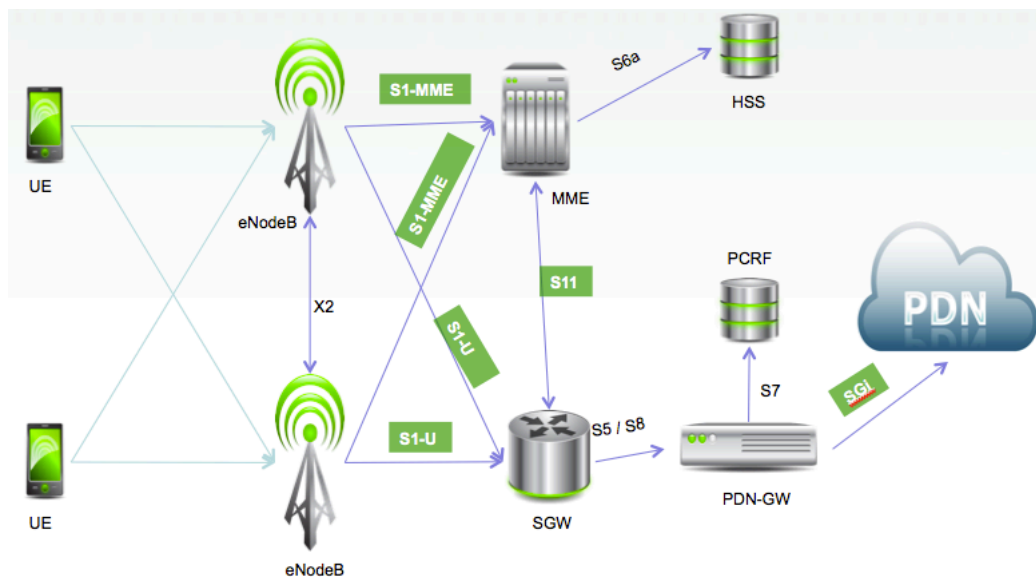 S6a
HSS
S1-MME
UE
MME
eNodeB
S1-MME
PCRF
S11
PDN
X2
S1-U
SGi
S7
S5 / S8
S1-U
UE
SGW
PDN-GW
eNodeB